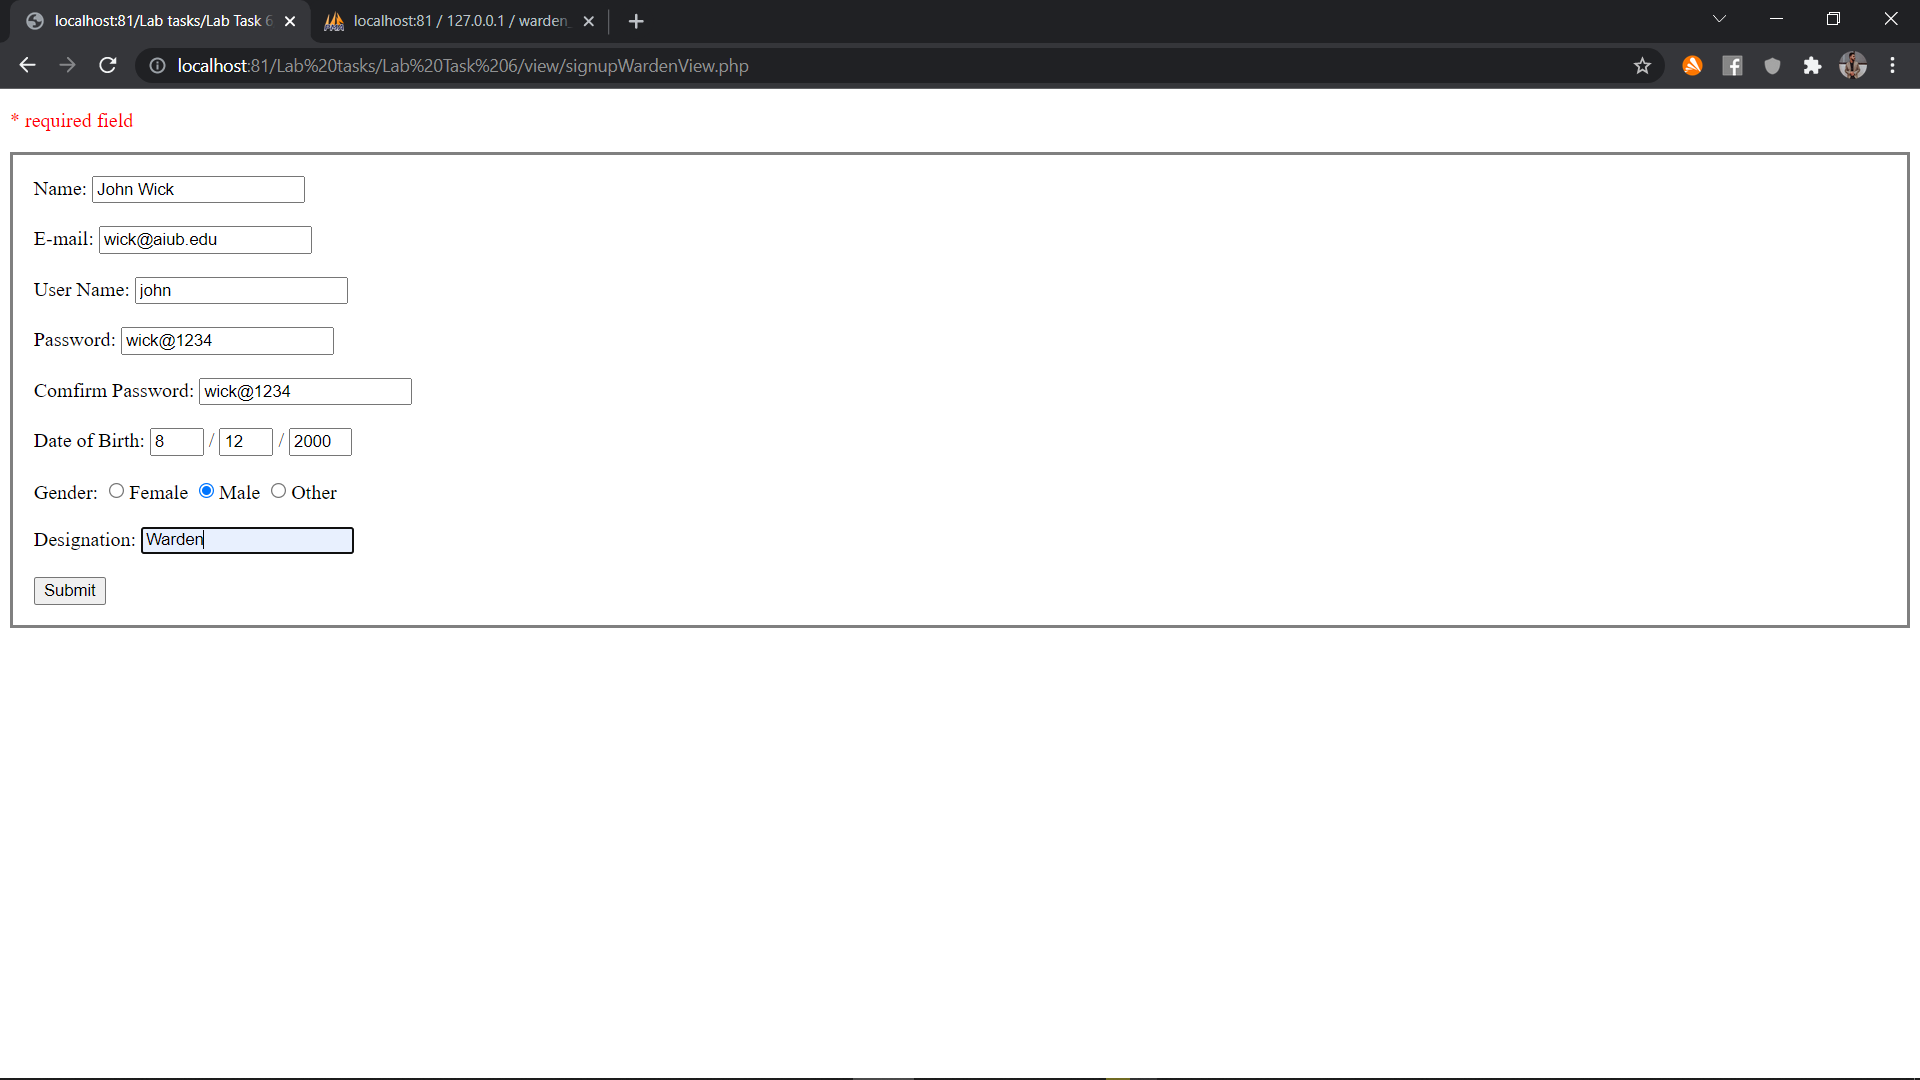 localhost:81/Lab tasks/Lab Task 6
localhost:81 / 127.0.0.1 / warden_
localhost:81/Lab%20tasks/Lab%20Task%206/view/signupWardenView.php
* required field
Name: John Wick
E-mail: wick@aiub.edu
User Name: john
Password: wick@1234
Comfirm Password: wick@1234
Date of Birth: 8 / 12 / 2000
Gender: Female Male Other
Designation: Warden
Submit